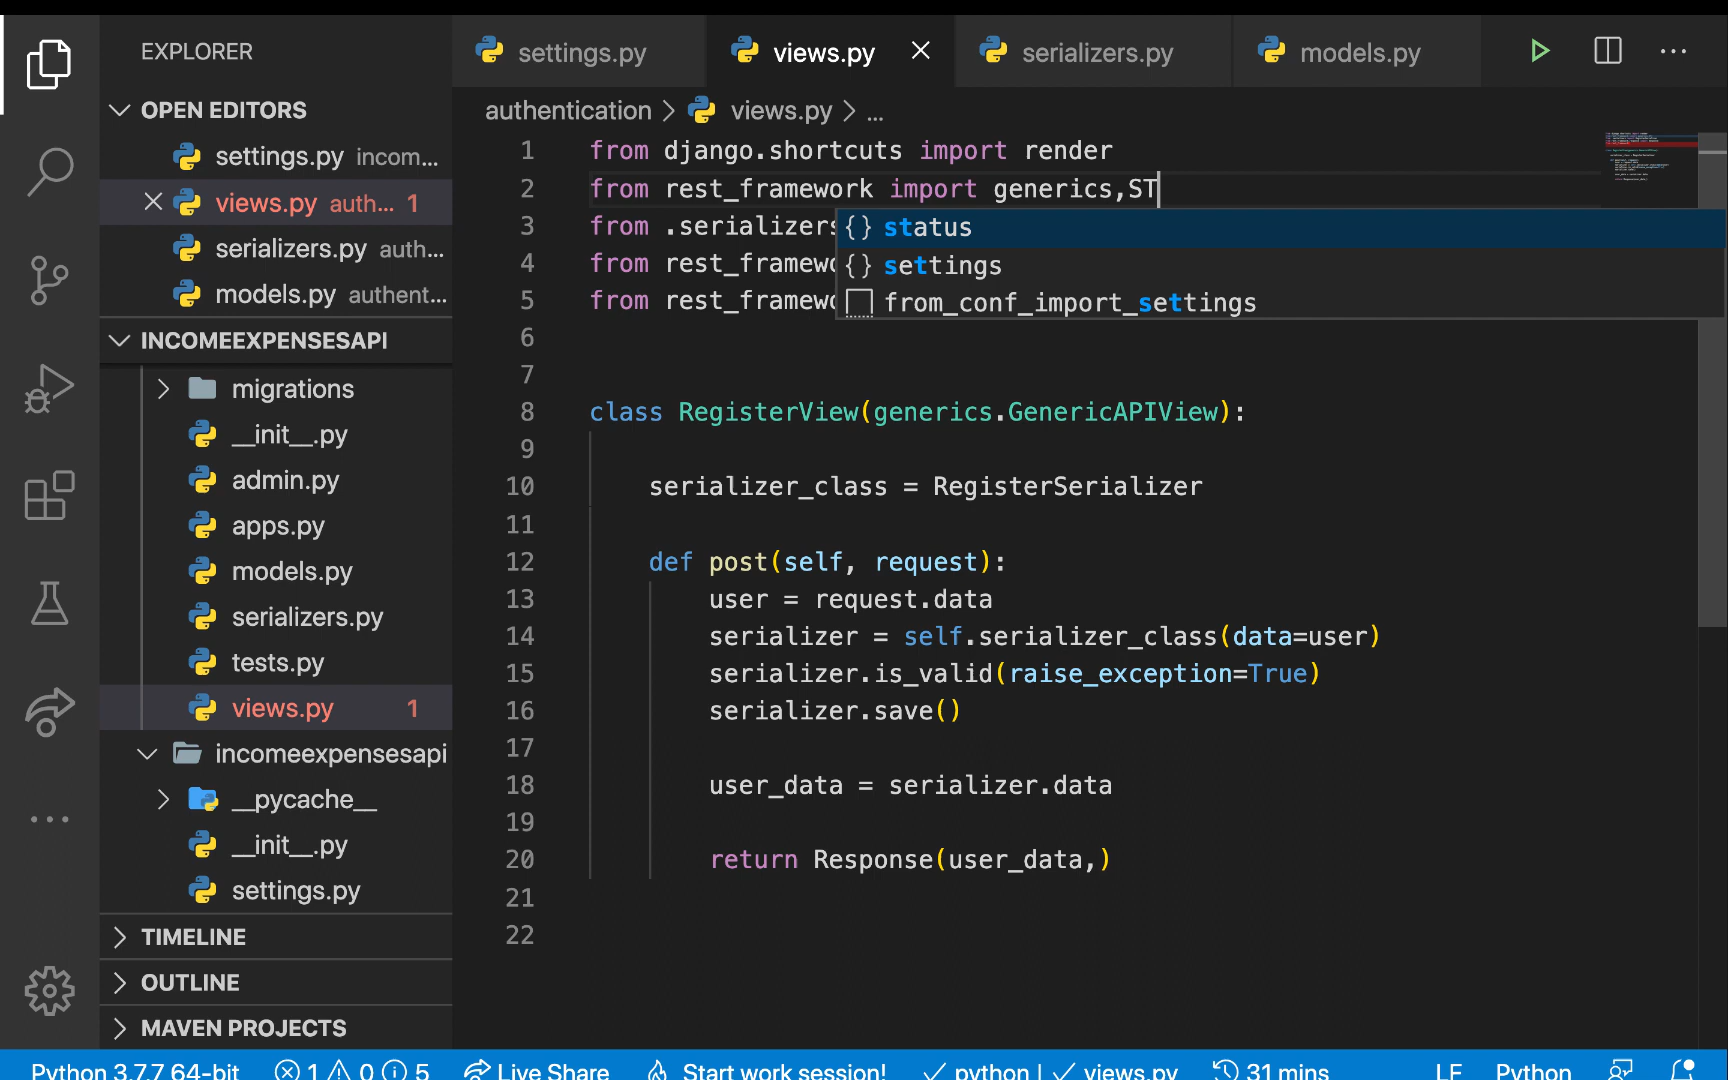 EXPLORER
OPEN EDITORS
settings.py incom...
views.py auth... 1
serializers.py auth...
models.py authent...
INCOMEEXPENSESAPI
migrations
__init__.py
admin.py
apps.py
models.py
serializers.py
tests.py
views.py 1
incomeexpensesapi
__pycache__
__init__.py
settings.py
TIMELINE
OUTLINE
MAVEN PROJECTS
settings.py views.py serializers.py models.py
authentication > views.py > ...
1 from django.shortcuts import render
2 from rest_framework import generics,ST
3 from .serializers
4 from rest_framewo
5 from rest_framewo
{} status
{} settings
from_conf_import_settings
6
7
8 class RegisterView(generics.GenericAPIView):
9
10 serializer_class = RegisterSerializer
11
12 def post(self, request):
13 user = request.data
14 serializer = self.serializer_class(data=user)
15 serializer.is_valid(raise_exception=True)
16 serializer.save()
17
18 user_data = serializer.data
19
20 return Response(user_data,)
21
22
Python 3.7.7 64-bit 1 0 5 Live Share Start work session! python | views.py 31 mins LF Python